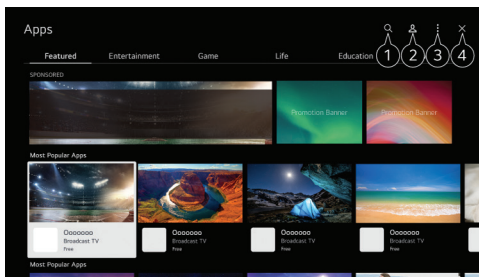 Apps
Featured Entertainment Game Life Education
1 2 3 4
SPONSORED
Promotion Banner Promotion Banner
Most Popular Apps
Ooooooo Ooooooo Ooooooo Ooooooo
Broadcast TV Broadcast TV Broadcast TV Broadcast TV
Free Free Free Free
Most Popular Apps